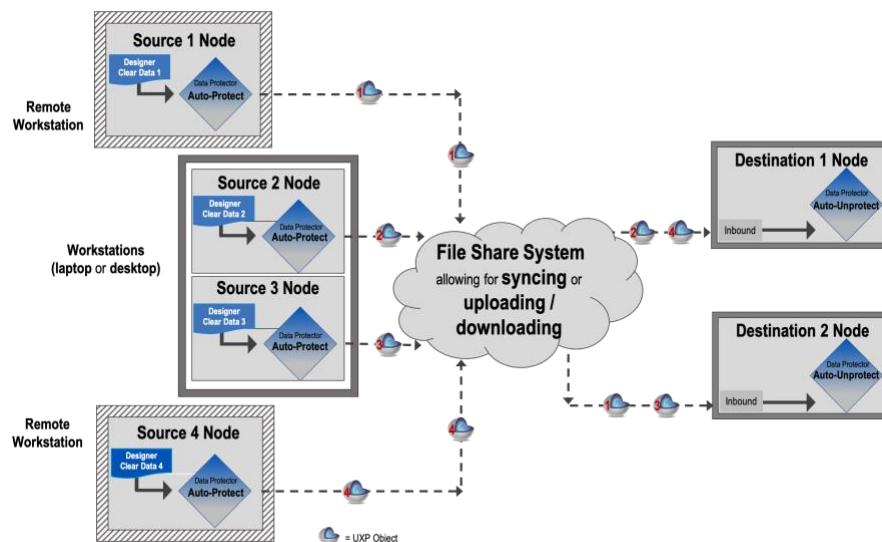 Source 1 Node
Designer
Clear Data 1
Data Protector
Auto-Protect
Remote
Workstation
1
1
Source 2 Node
Designer
Clear Data 2
Data Protector
Auto-Protect
2
Workstations
(laptop or desktop)
Source 3 Node
Designer
Clear Data 3
Data Protector
Auto-Protect
3
Remote
Workstation
Source 4 Node
Designer
Clear Data 4
Data Protector
Auto-Protect
4
4
File Share System
allowing for syncing or
uploading /
downloading
2
4
Destination 1 Node
Data Protector
Auto-Unprotect
Inbound
1
3
Destination 2 Node
Data Protector
Auto-Unprotect
Inbound
= UXP Object